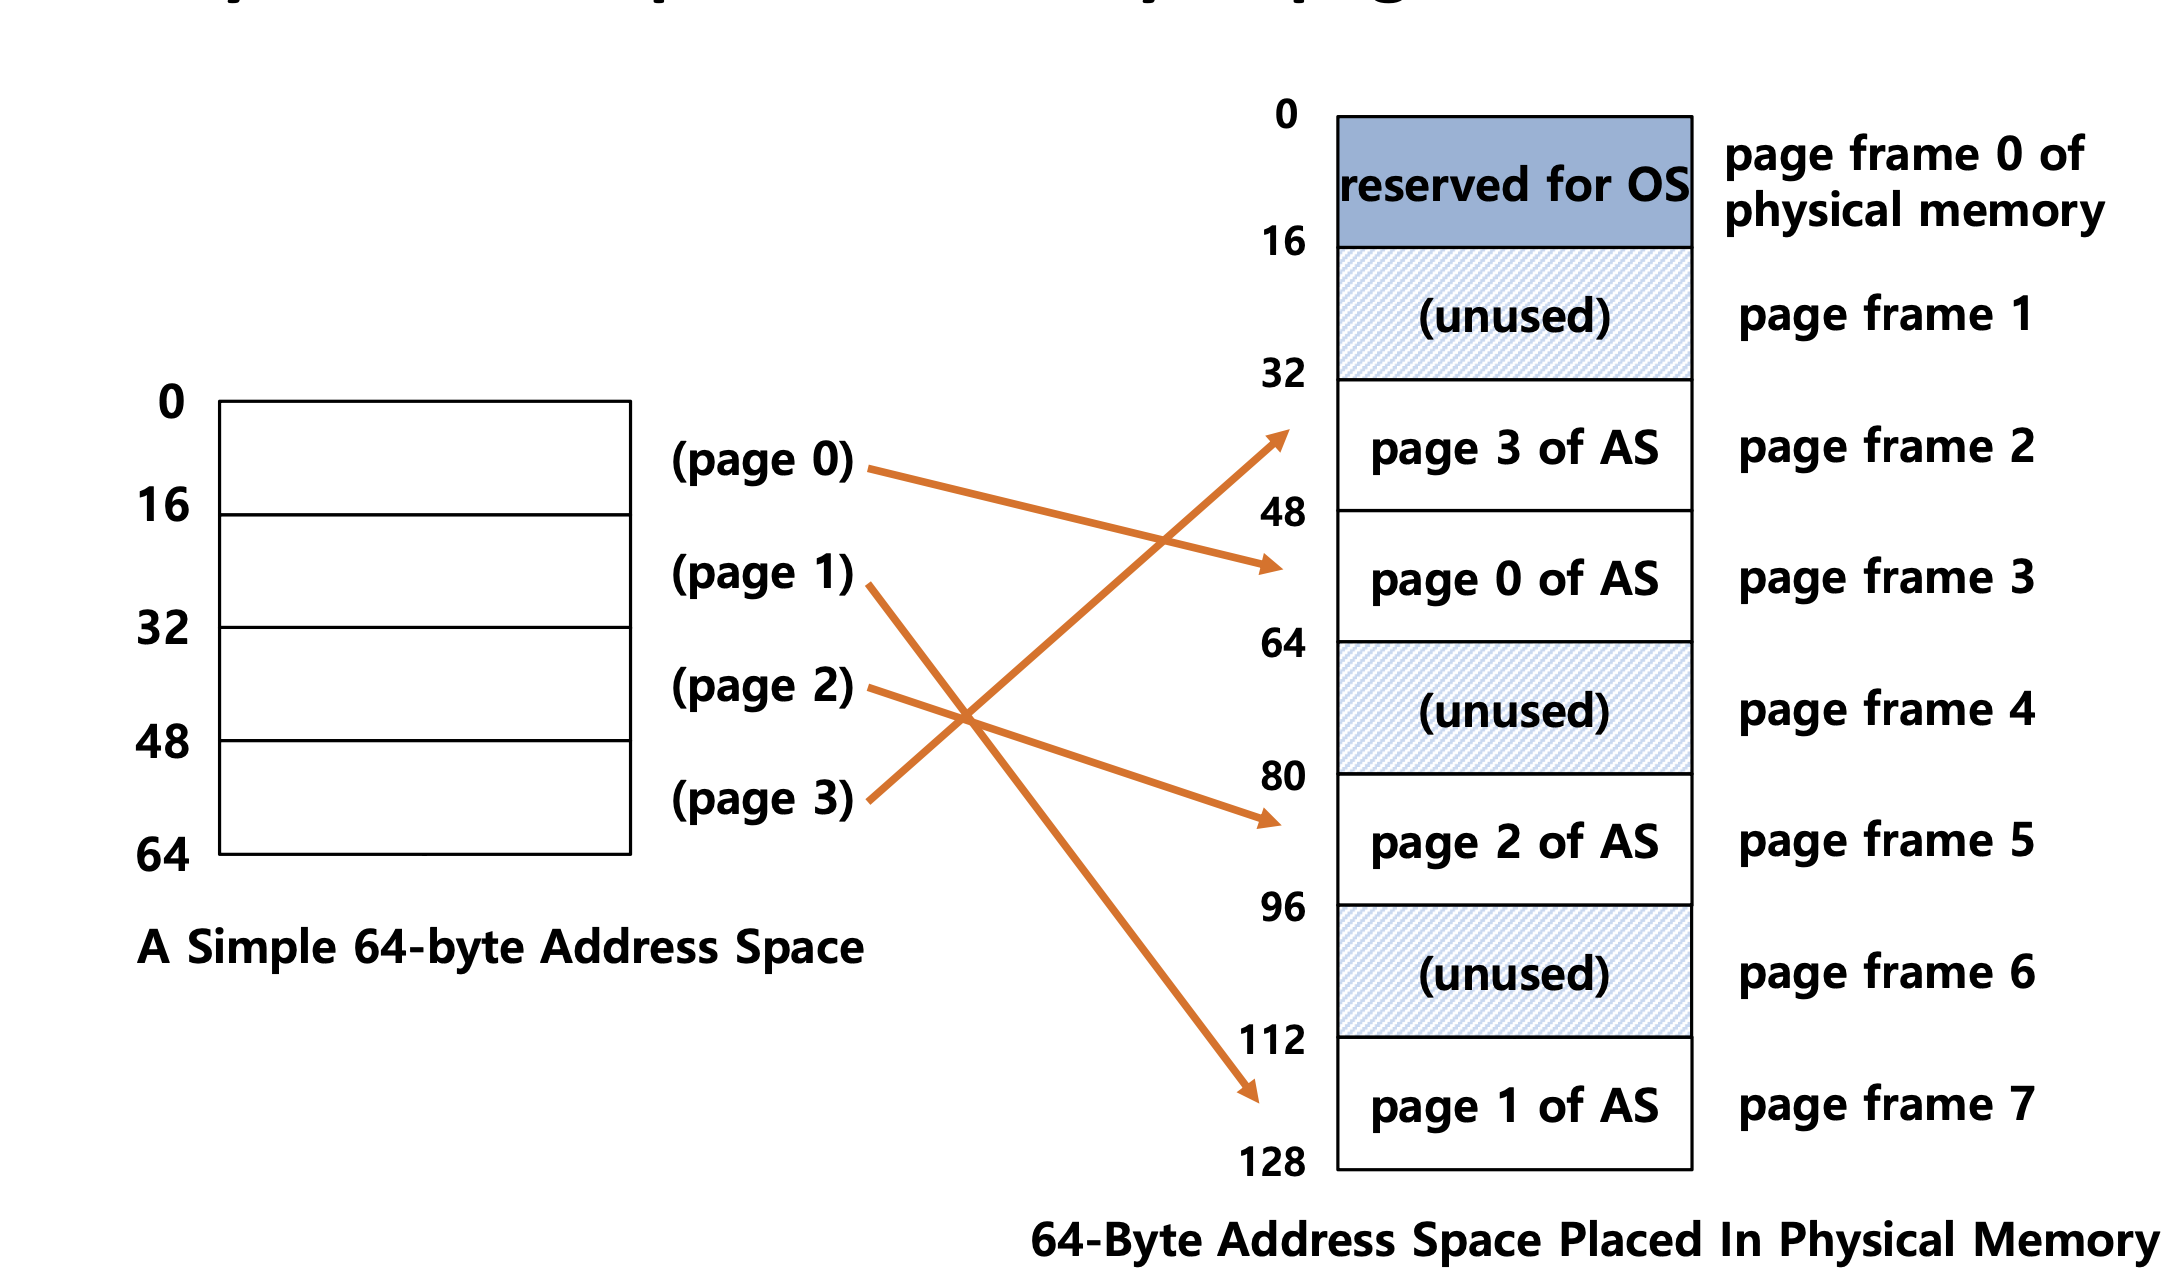 0
16
32
48
64
(page 0)
(page 1)
(page 2)
(page 3)
A Simple 64-byte Address Space
0
16
32
48
64
80
96
112
128
reserved for OS
(unused)
page 3 of AS
page 0 of AS
(unused)
page 2 of AS
(unused)
page 1 of AS
page frame 0 of
physical memory
page frame 1
page frame 2
page frame 3
page frame 4
page frame 5
page frame 6
page frame 7
64-Byte Address Space Placed In Physical Memory